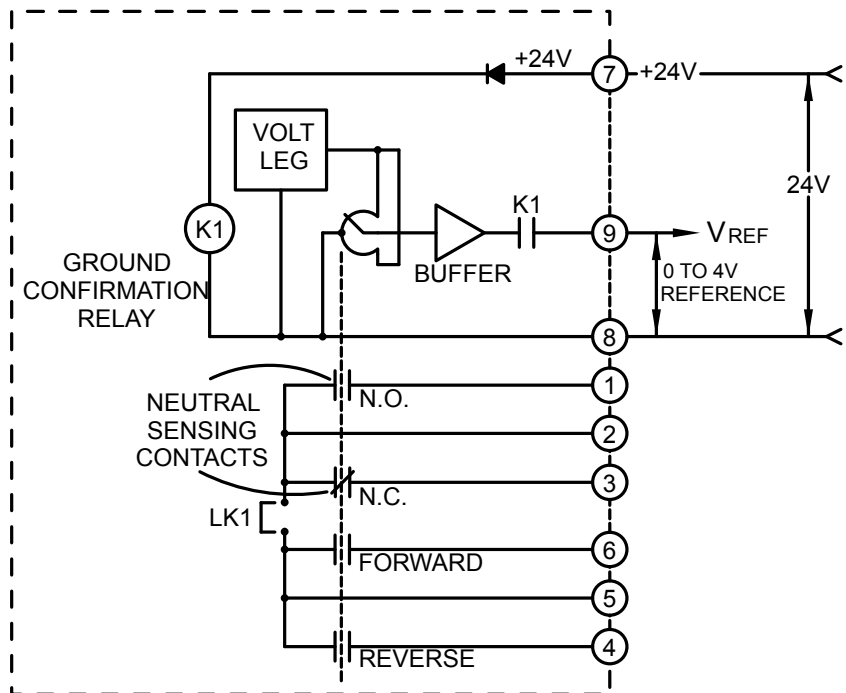 +24V
7
+24V
VOLT
LEG
24V
K1
K1
9
VREF
BUFFER
GROUND
CONFIRMATION
RELAY
0 TO 4V
REFERENCE
8
1
N.O.
NEUTRAL
SENSING
CONTACTS
2
3
N.C.
LK1
6
FORWARD
5
4
REVERSE